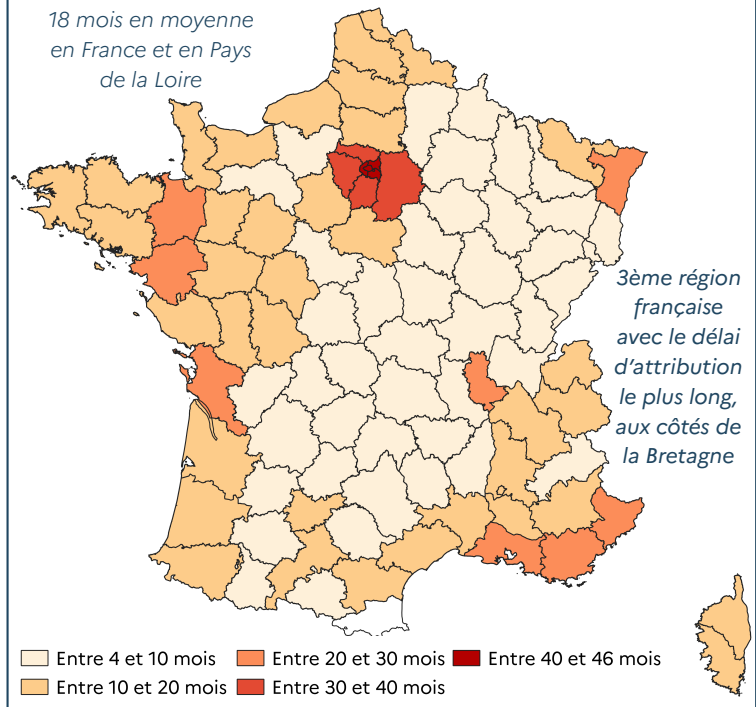 18 mois en moyenne
en France et en Pays
de la Loire
3ème région
française
avec le délai
d'attribution
le plus long,
aux côtés de
la Bretagne
Entre 4 et 10 mois
Entre 20 et 30 mois
Entre 40 et 46 mois
Entre 10 et 20 mois
Entre 30 et 40 mois